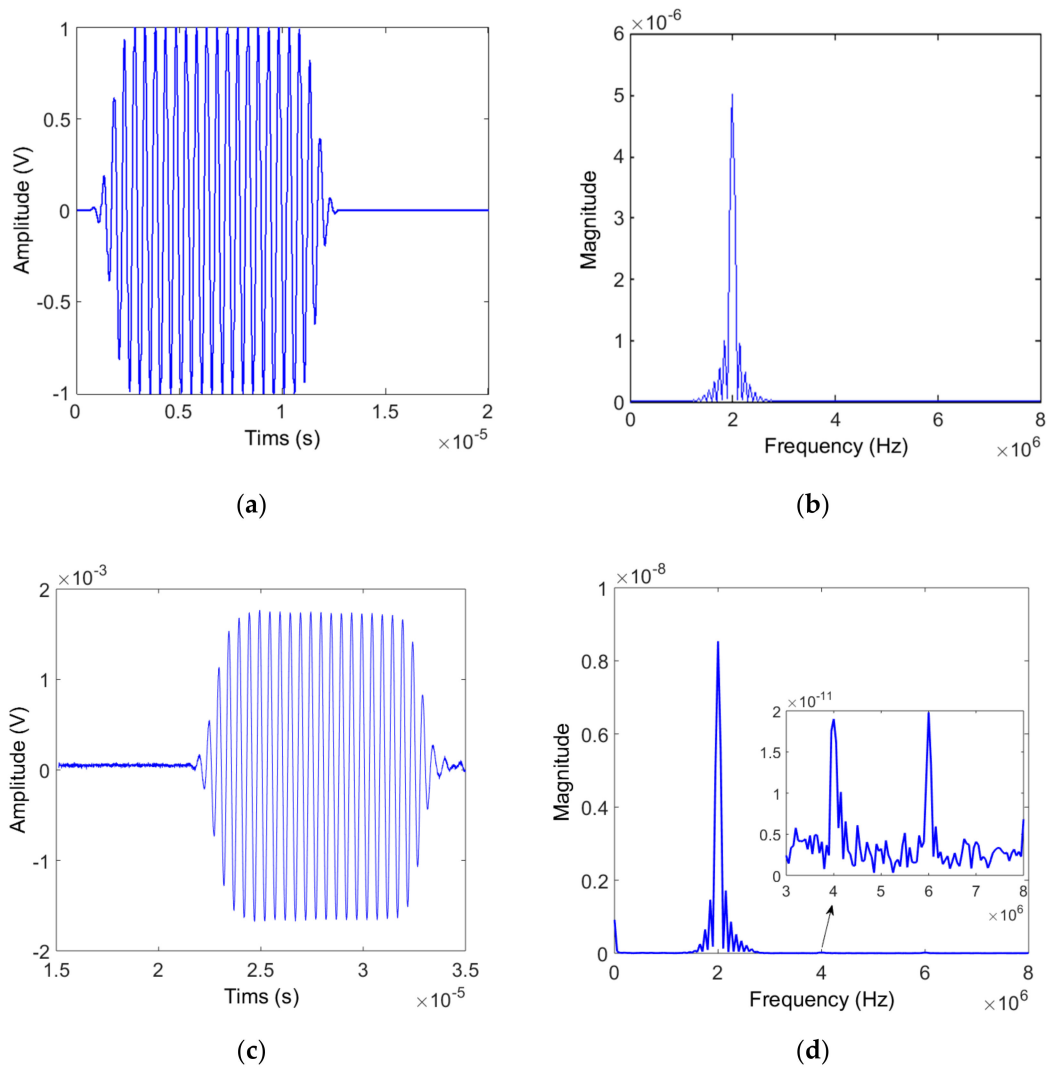 1
0.5
0
-0.5
-1
0 0.5 1 1.5 2
×10-5
Tims (s)
Amplitude (V)
(a)
×10-6
6
5
4
3
2
1
0
0 2 4 6 8
×10^6
Frequency (Hz)
Magnitude
(b)
×10-3
2
1
0
-1
-2
1.5 2 2.5 3 3.5
×10-5
Tims (s)
Amplitude (V)
(c)
×10-8
1
0.8
0.6
0.4
0.2
0
0 2 4 6 8
×10^6
Frequency (Hz)
Magnitude
×10-11
2
1.5
1
0.5
0
3 4 5 6 7 8
×10^6
(d)